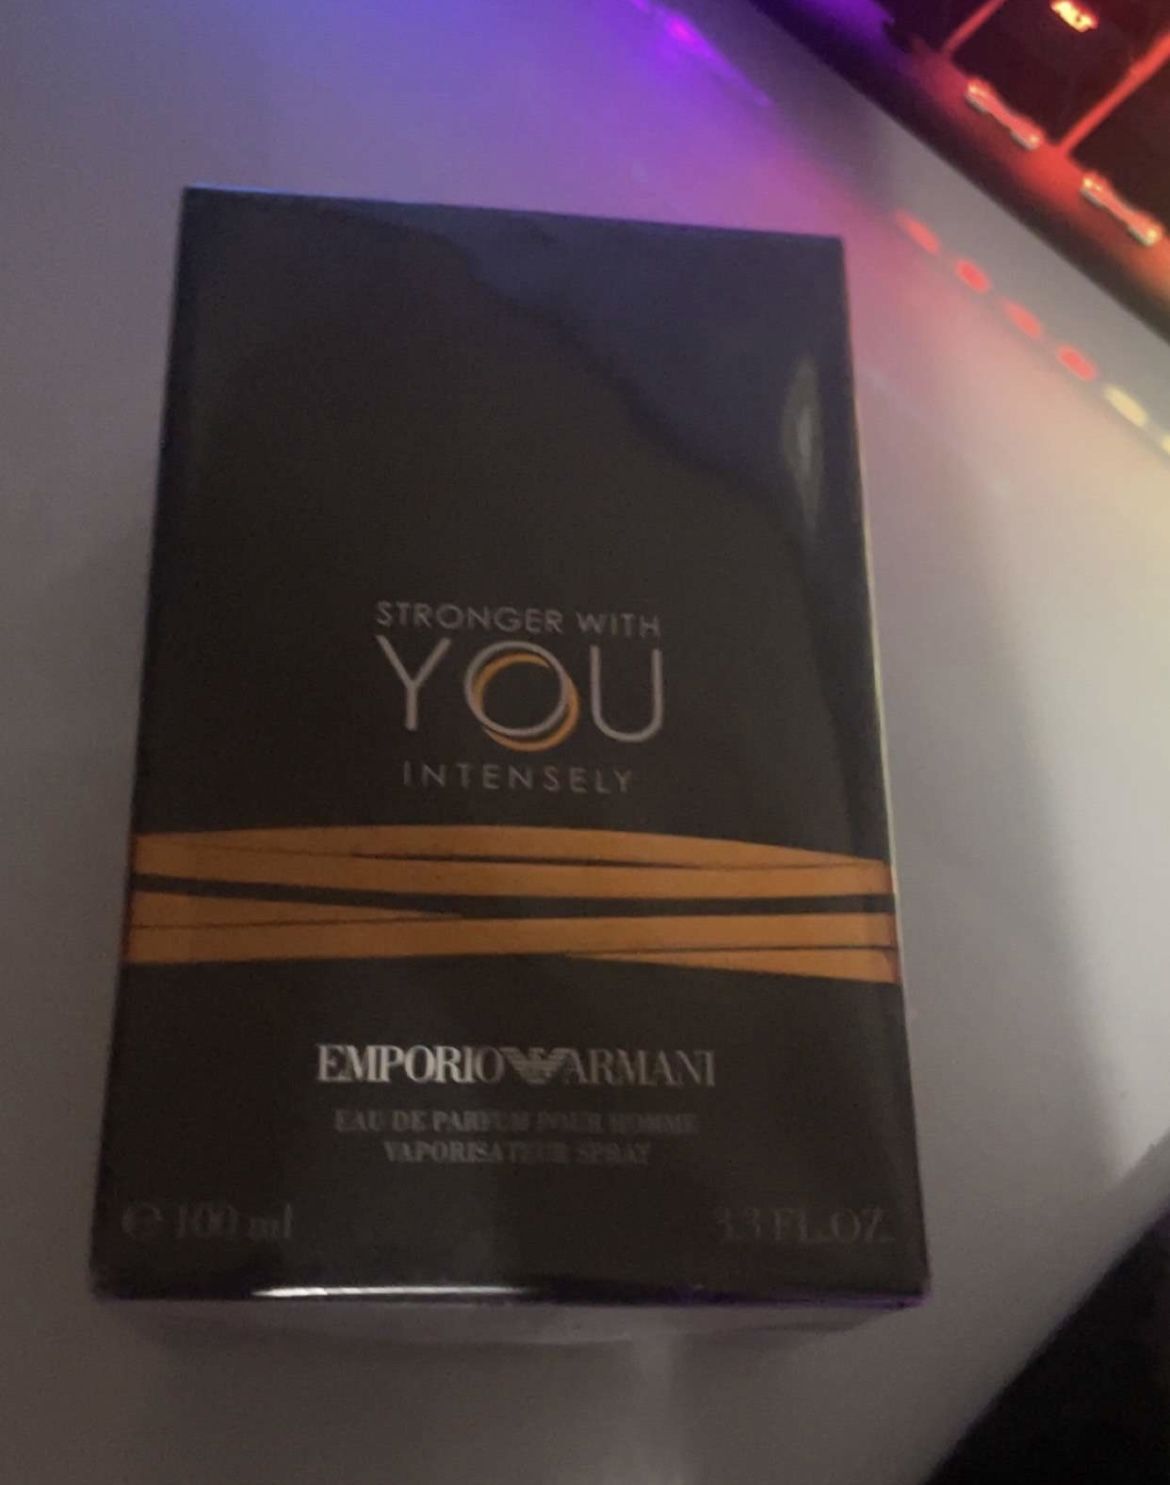 ALT
STRONGER WITH
YOU
INTENSELY
EMPORIO ARMANI
EAU DE PARFUM POUR HOMME
VAPORISATEUR SPRAY
e 100 ml
3.3 FL.OZ